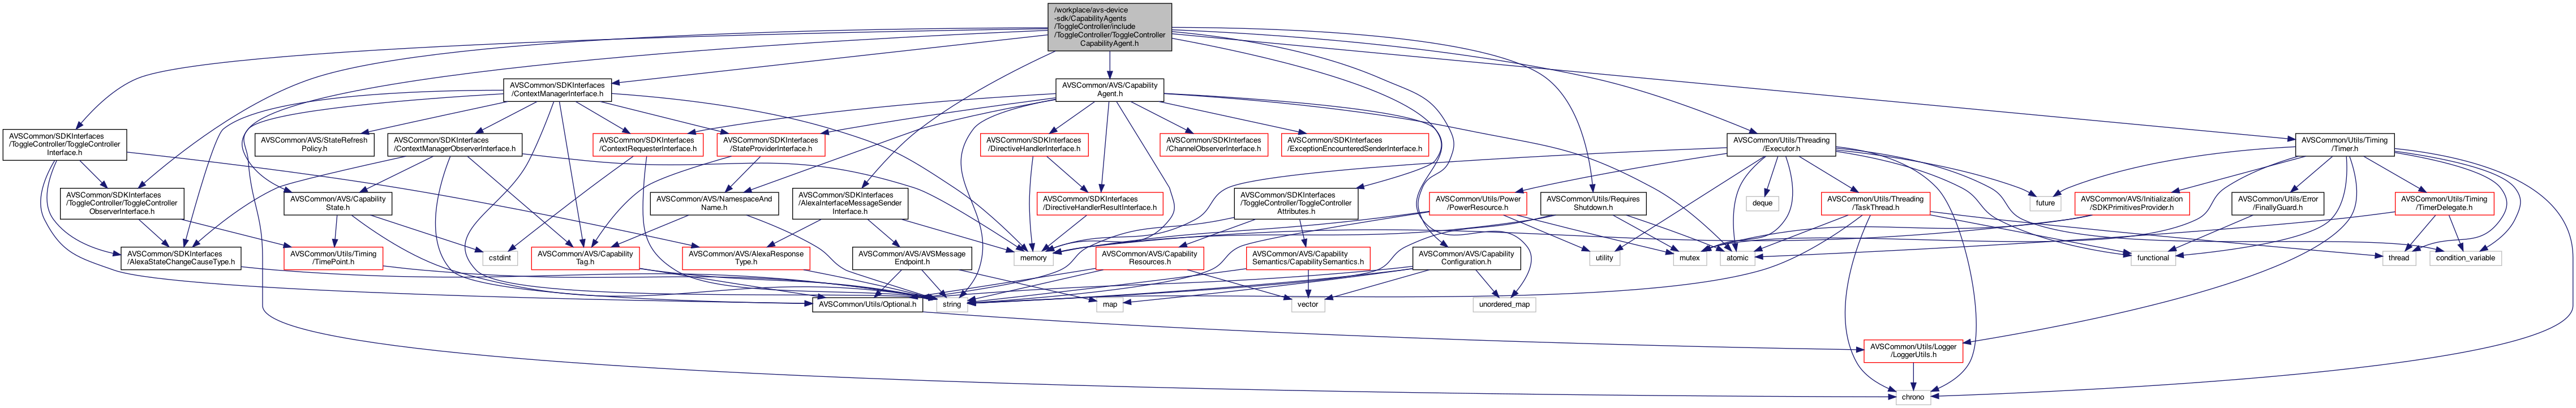 /workplace/avs-device
-sdk/CapabilityAgents
/ToggleController/include
/ToggleController/ToggleController
CapabilityAgent.h
AVSCommon/SDKInterfaces
/ContextManagerInterface.h
AVSCommon/AVS/Capability
Agent.h
AVSCommon/SDKInterfaces
/ToggleController/ToggleController
Interface.h
AVSCommon/AVS/StateRefresh
Policy.h
AVSCommon/SDKInterfaces
/ContextManagerObserverInterface.h
AVSCommon/SDKInterfaces
/ContextRequesterInterface.h
AVSCommon/SDKInterfaces
/StateProviderInterface.h
AVSCommon/SDKInterfaces
/DirectiveHandlerInterface.h
AVSCommon/SDKInterfaces
/ChannelObserverInterface.h
AVSCommon/SDKInterfaces
/ExceptionEncounteredSenderInterface.h
AVSCommon/Utils/Threading
/Executor.h
AVSCommon/Utils/Timing
/Timer.h
AVSCommon/SDKInterfaces
/ToggleController/ToggleController
ObserverInterface.h
AVSCommon/AVS/Capability
State.h
AVSCommon/AVS/NamespaceAnd
Name.h
AVSCommon/SDKInterfaces
/AlexaInterfaceMessageSender
Interface.h
AVSCommon/SDKInterfaces
/DirectiveHandlerResultInterface.h
AVSCommon/SDKInterfaces
/ToggleController/ToggleController
Attributes.h
AVSCommon/Utils/Power
/PowerResource.h
AVSCommon/Utils/Requires
Shutdown.h
deque
AVSCommon/Utils/Threading
/TaskThread.h
future
AVSCommon/AVS/Initialization
/SDKPrimitivesProvider.h
AVSCommon/Utils/Error
/FinallyGuard.h
AVSCommon/Utils/Timing
/TimerDelegate.h
AVSCommon/SDKInterfaces
/AlexaStateChangeCauseType.h
AVSCommon/Utils/Timing
/TimePoint.h
cstdint
AVSCommon/AVS/Capability
Tag.h
AVSCommon/AVS/AlexaResponse
Type.h
AVSCommon/AVS/AVSMessage
Endpoint.h
memory
AVSCommon/AVS/Capability
Resources.h
AVSCommon/AVS/Capability
Semantics/CapabilitySemantics.h
AVSCommon/AVS/Capability
Configuration.h
utility
mutex
atomic
functional
thread
condition_variable
AVSCommon/Utils/Optional.h
string
map
vector
unordered_map
AVSCommon/Utils/Logger
/LoggerUtils.h
chrono